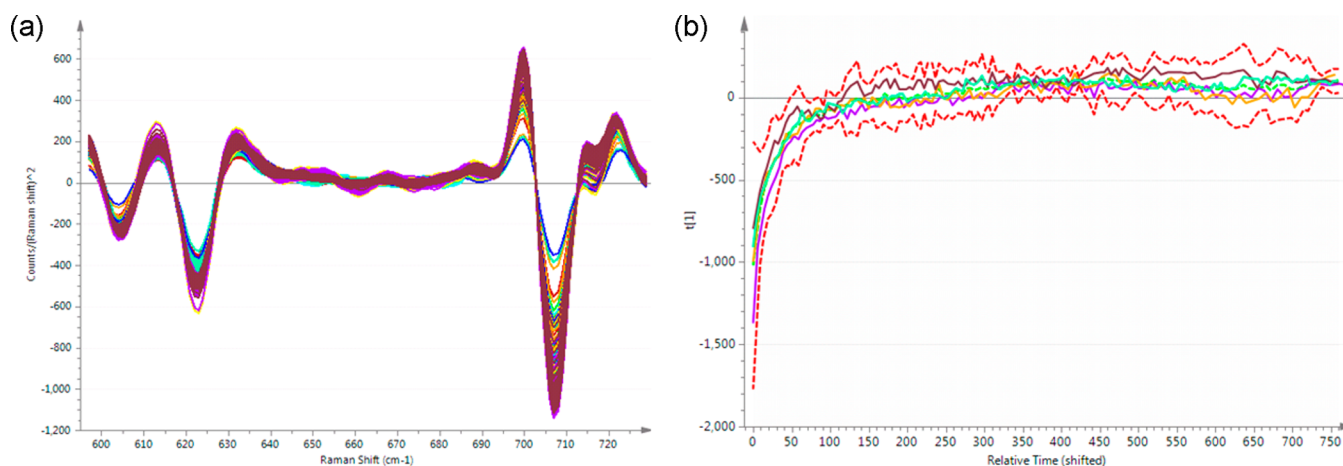 (a)
Counts/(Raman shift)^2
600
400
200
0
-200
-400
-600
-800
-1,000
-1,200
600 610 620 630 640 650 660 670 680 690 700 710 720
Raman Shift (cm-1)
(b)
t[1]
0
-500
-1,000
-1,500
-2,000
0 50 100 150 200 250 300 350 400 450 500 550 600 650 700 750
Relative Time (shifted)